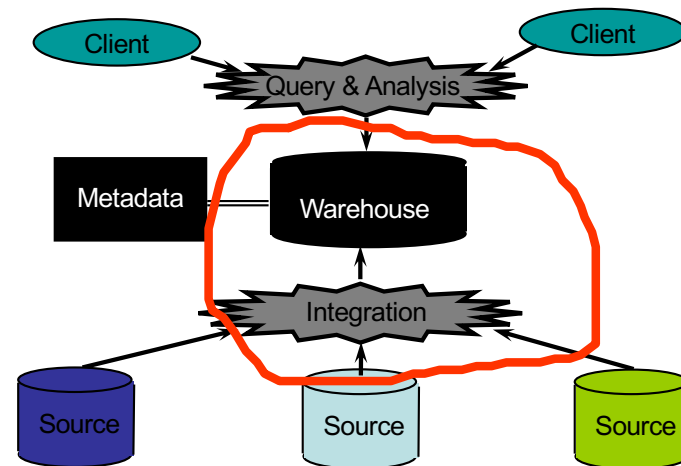 Client
Client
Query & Analysis
Metadata
Warehouse
Integration
Source
Source
Source